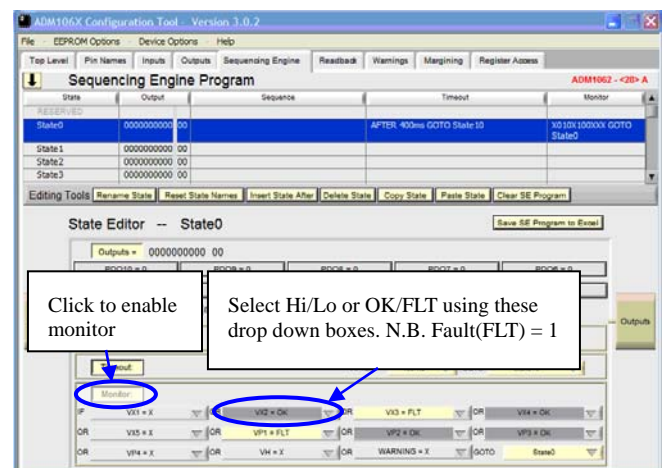 ADM106X Configuration Tool - Version 3.0.2
File EEPROM Options Device Options Help
Top Level Pin Names Inputs Outputs Sequencing Engine Readback Warnings Margining Register Access
Sequencing Engine Program ADM1062 - <28> A
State Output Sequence Timeout Monitor
RESERVED
State0 0000000000 00 AFTER 400ms GOTO State10 X010X100XXX GOTO State0
State1 0000000000 00
State2 0000000000 00
State3 0000000000 00
Editing Tools Rename State Reset State Names Insert State After Delete State Copy State Paste State Clear SE Program
State Editor -- State0 Save SE Program to Excel
Outputs = 0000000000 00
PDO10 = 0 PDO9 = 0 PDO8 = 0 PDO7 = 0 PDO6 = 0
Click to enable monitor
Select Hi/Lo or OK/FLT using these drop down boxes. N.B. Fault(FLT) = 1
Outputs
Timeout:
Monitor:
IF VX1 = X OR VX2 = OK OR VX3 = FLT OR VX4 = OK
OR VX5 = X OR VP1 = FLT OR VP2 = OK OR VP3 = OK
OR VP4 = X OR VH = X OR WARNING = X GOTO State0